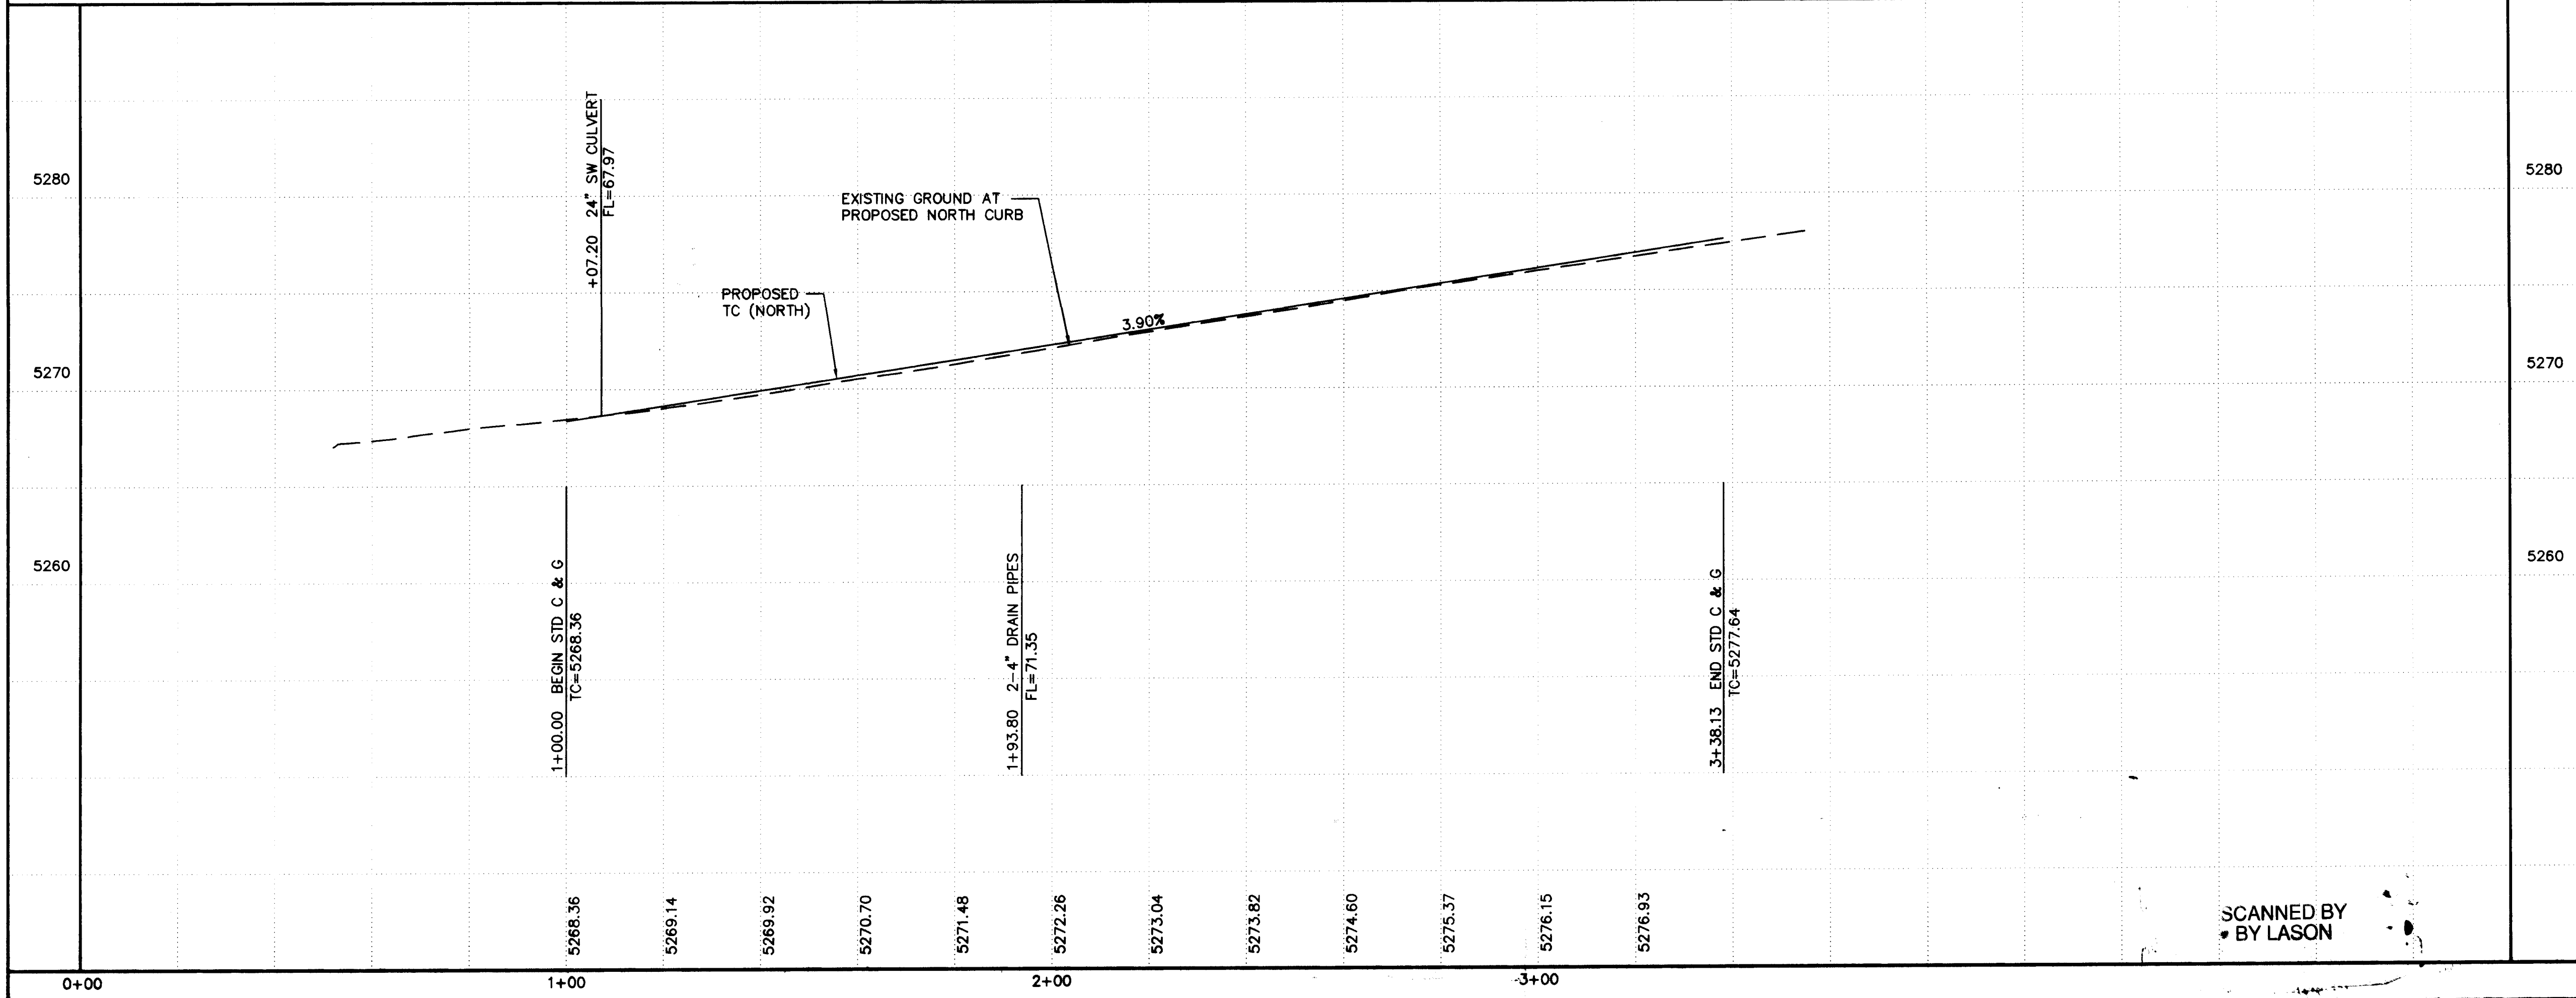 +07.20 24" SW CULVERT
FL=67.97
5280
5280
EXISTING GROUND AT
PROPOSED NORTH CURB
PROPOSED
TC (NORTH)
3.90%
5270
5270
5260
5260
1+00.00 BEGIN STD C & G
TC=5268.36
1+93.80 2-4" DRAIN PIPES
FL=71.35
3+38.13 END STD C & G
TC=5277.64
5268.36
5269.14
5269.92
5270.70
5271.48
5272.26
5273.04
5273.82
5274.60
5275.37
5276.15
5276.93
SCANNED BY
BY LASON
0+00
1+00
2+00
3+00